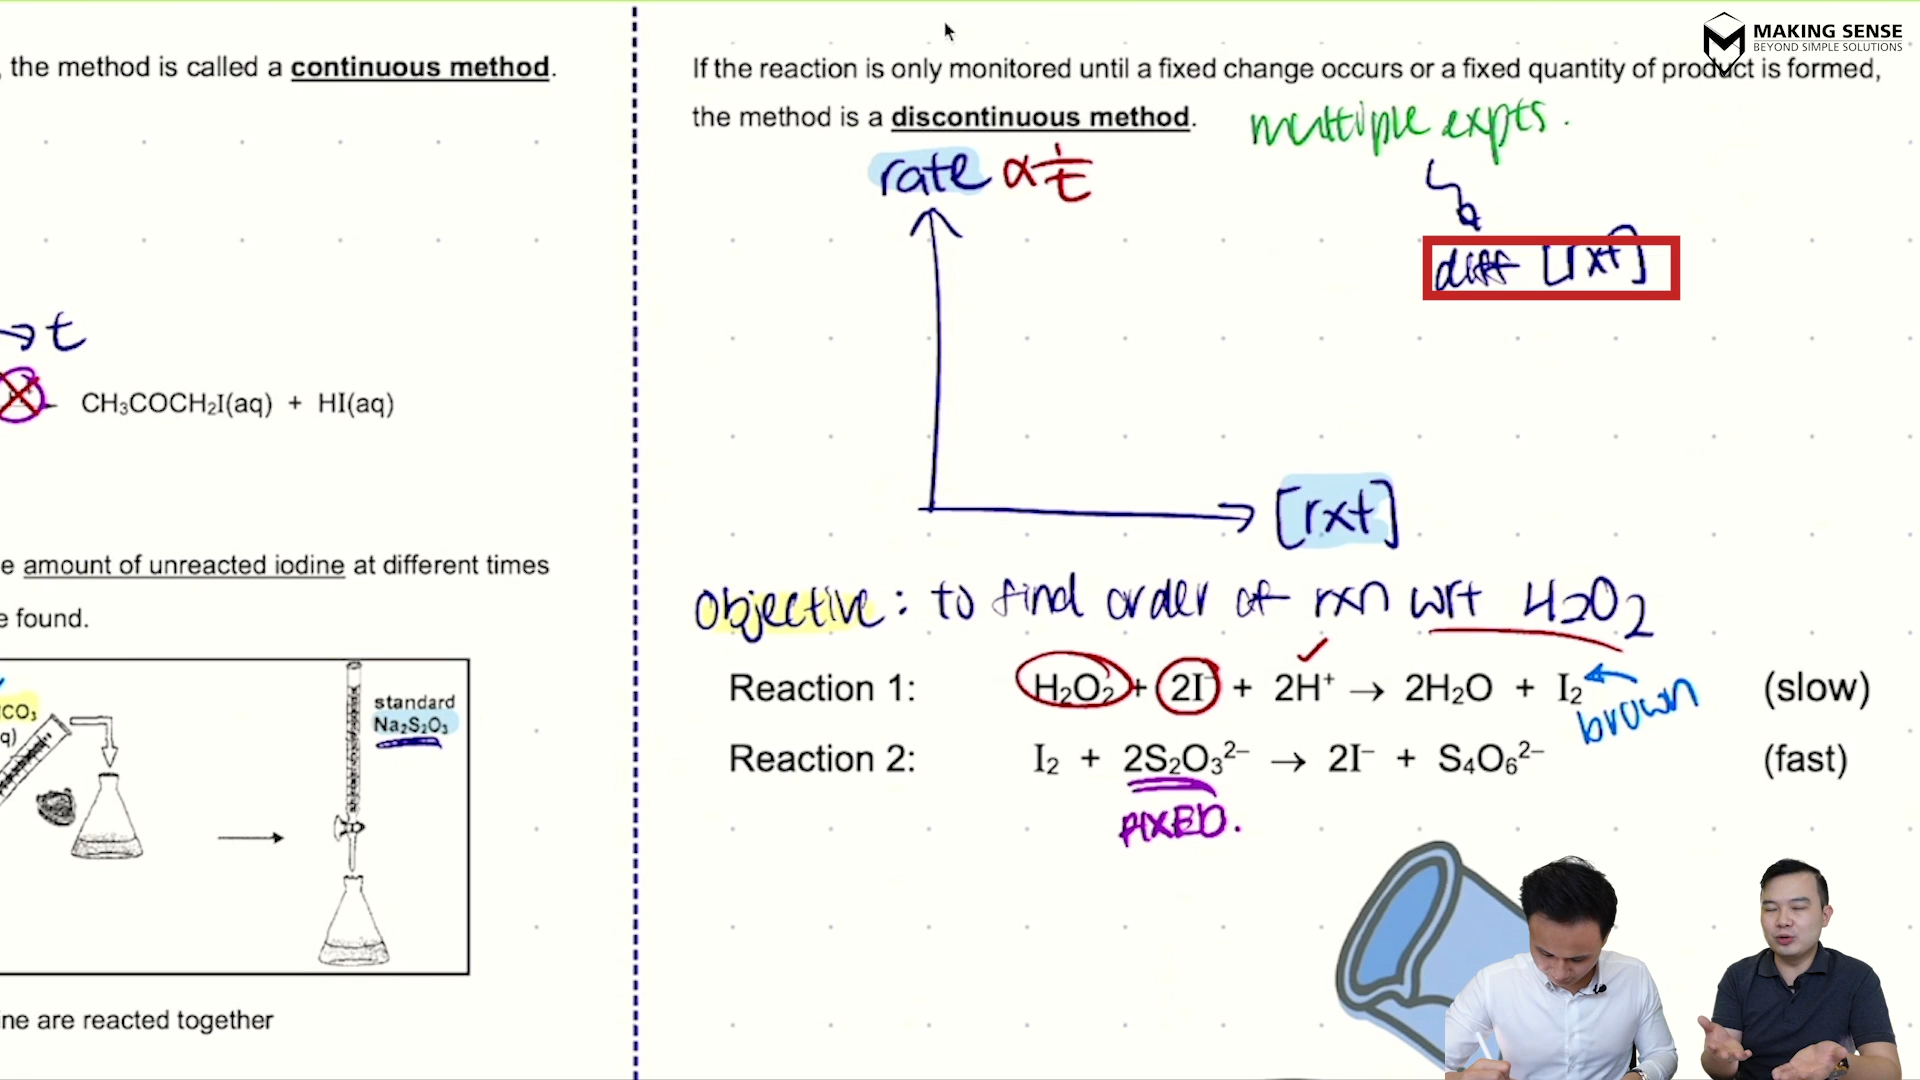 MAKING SENSE
BEYOND SIMPLE SOLUTIONS
, the method is called a continuous method.
→ t
CH₃COCH₂I(aq) + HI(aq)
e amount of unreacted iodine at different times
e found.
CO₃
q)
standard
Na₂S₂O₃
ine are reacted together
If the reaction is only monitored until a fixed change occurs or a fixed quantity of product is formed,
the method is a discontinuous method.
multiple expts.
rate ∝ 1/t
diff [rxt]
[rxt]
Objective: to find order of rxn wrt H₂O₂
Reaction 1: H₂O₂ + 2I⁻ + 2H⁺ → 2H₂O + I₂ (slow)
brown
Reaction 2: I₂ + 2S₂O₃²⁻ → 2I⁻ + S₄O₆²⁻ (fast)
FIXED.